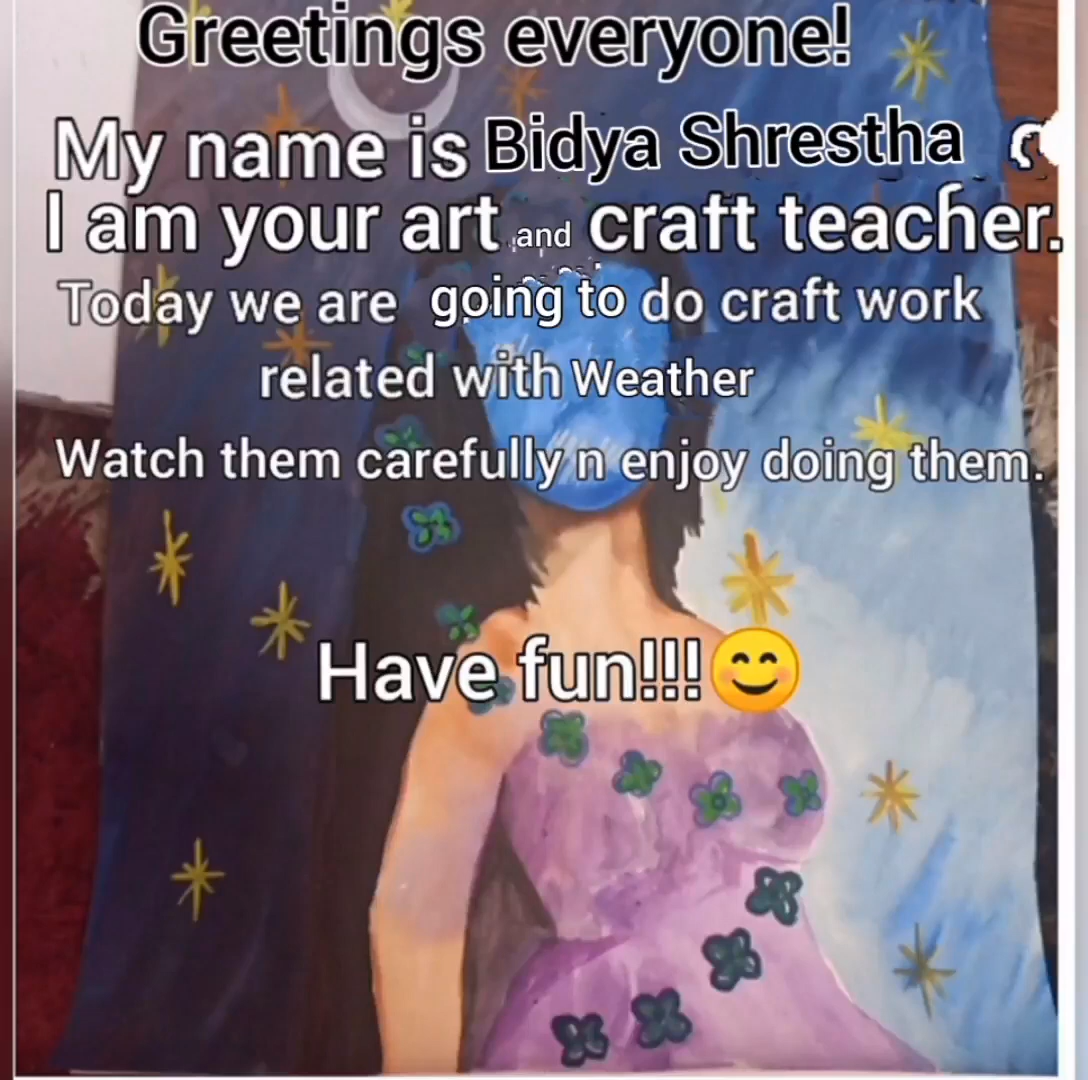 Greetings everyone!
My name is Bidya Shrestha
I am your art and craft teacher.
Today we are going to do craft work
related with Weather
Watch them carefully n enjoy doing them.
Have fun!!!😊